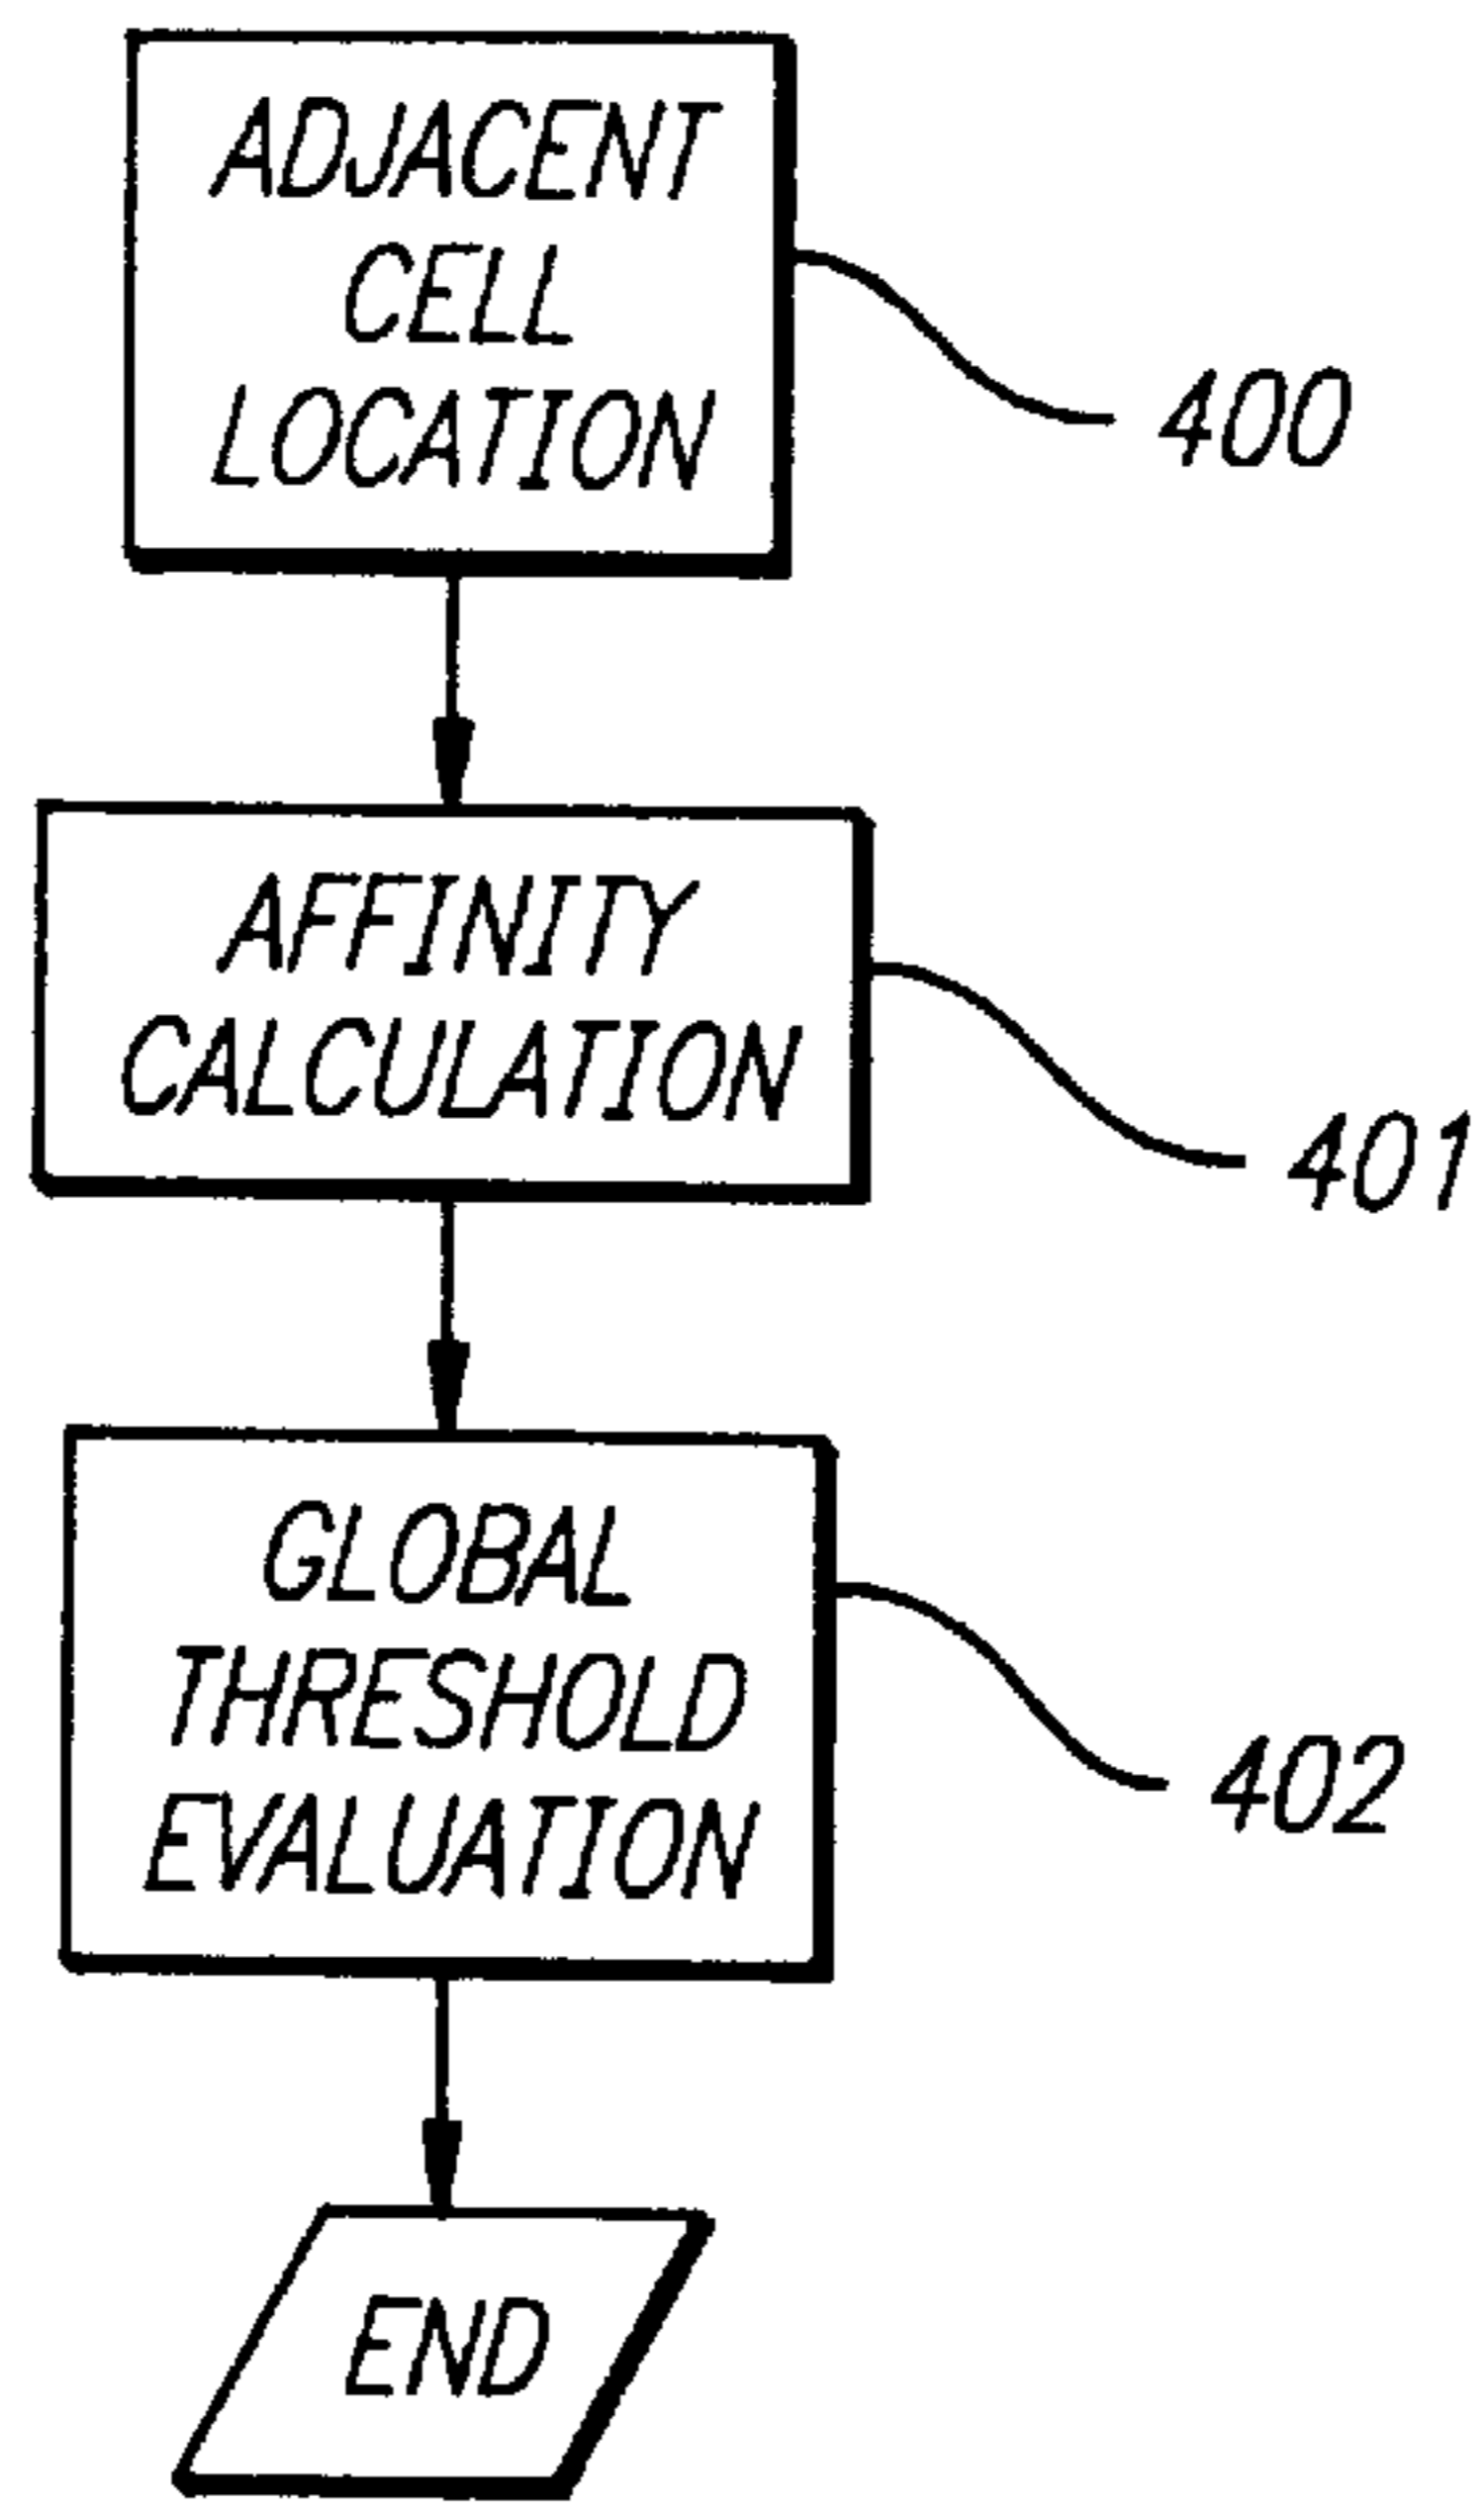 ADJACENT
CELL
LOCATION
400
AFFINITY
CALCULATION
401
GLOBAL
THRESHOLD
EVALUATION
402
END